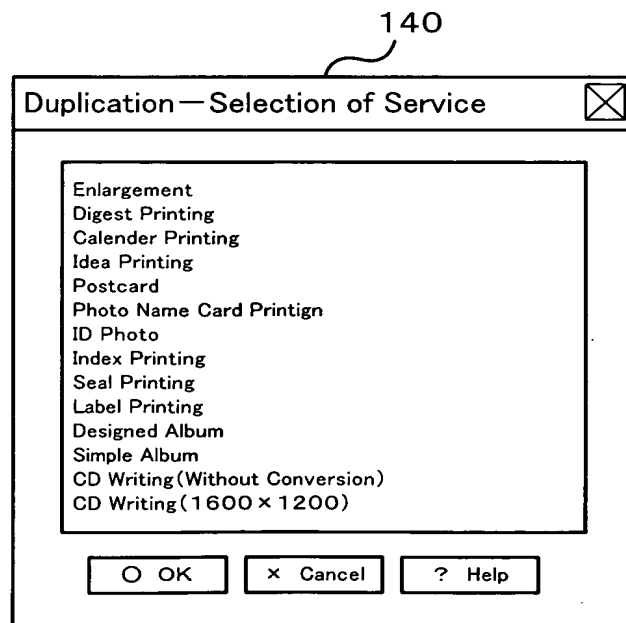 140
Duplication—Selection of Service
Enlargement
Digest Printing
Calender Printing
Idea Printing
Postcard
Photo Name Card Printign
ID Photo
Index Printing
Seal Printing
Label Printing
Designed Album
Simple Album
CD Writing(Without Conversion)
CD Writing(1600×1200)
○ OK × Cancel ? Help